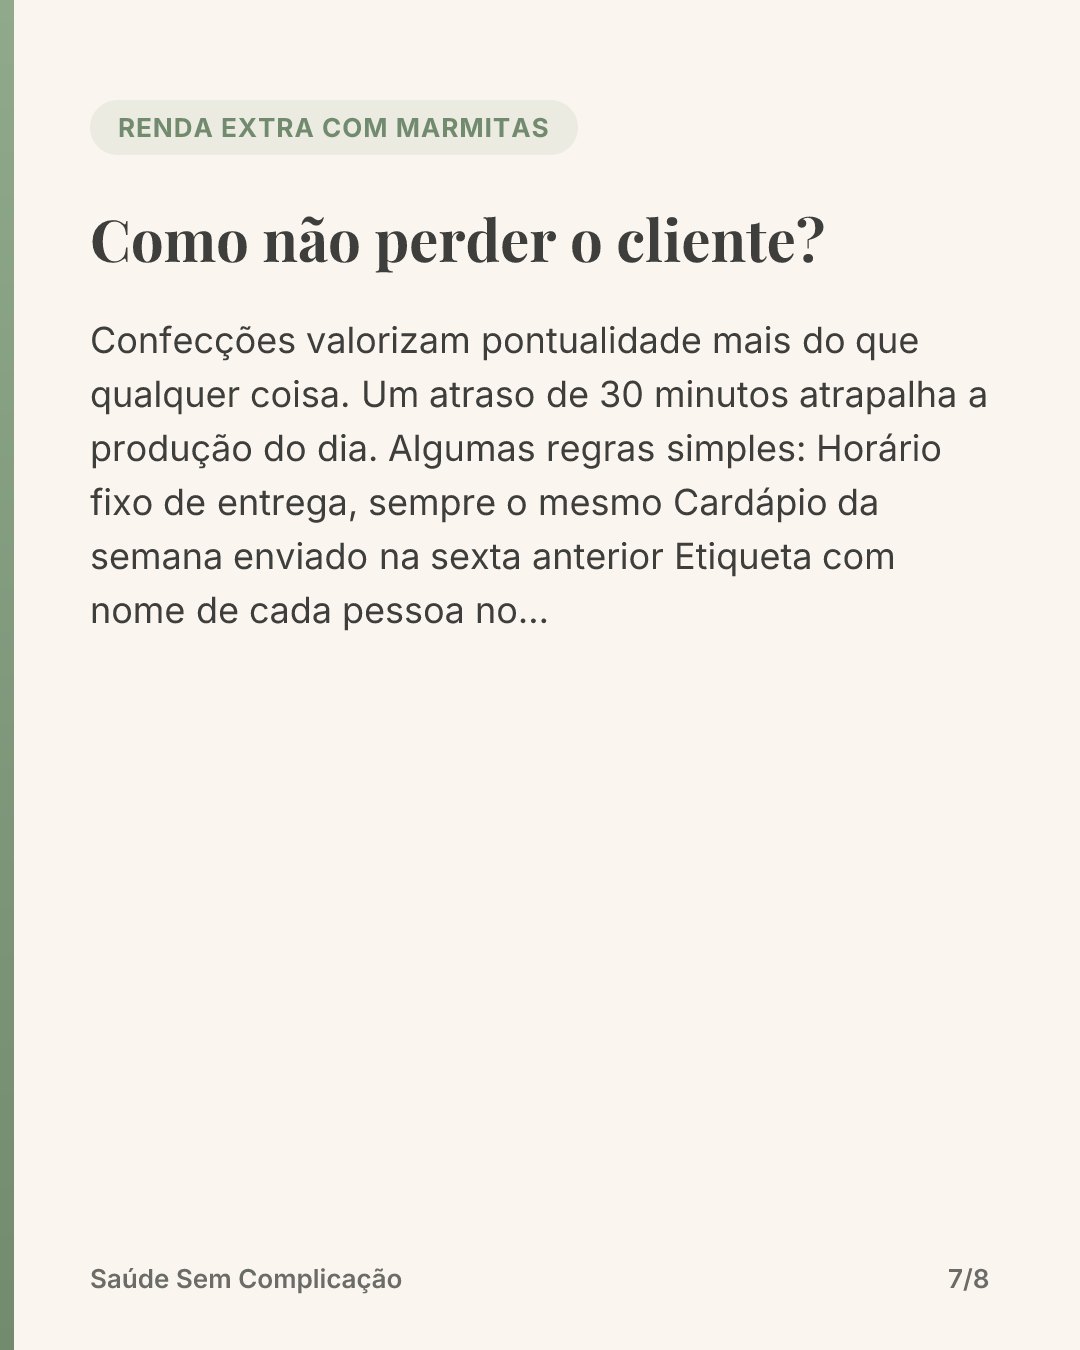 RENDA EXTRA COM MARMITAS
Como não perder o cliente?
Confecções valorizam pontualidade mais do que
qualquer coisa. Um atraso de 30 minutos atrapalha a
produção do dia. Algumas regras simples: Horário
fixo de entrega, sempre o mesmo Cardápio da
semana enviado na sexta anterior Etiqueta com
nome de cada pessoa no...
Saúde Sem Complicação
7/8